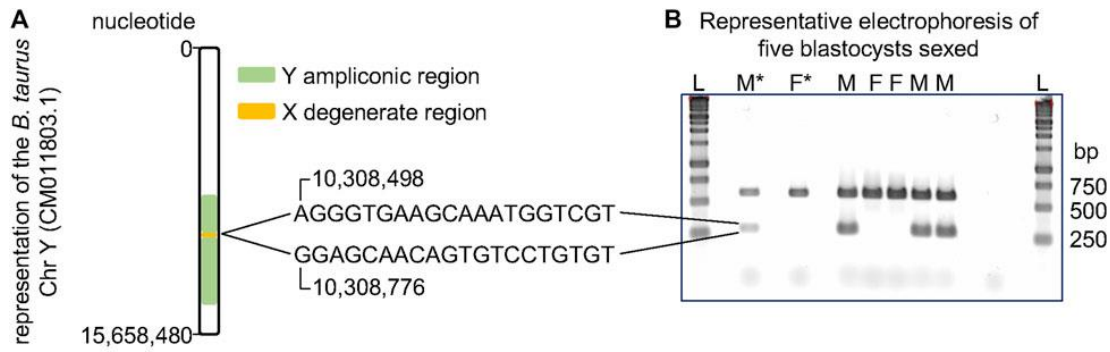 A
nucleotide
0
representation of the B. taurus
Chr Y (CM011803.1)
15,658,480
Y ampliconic region
X degenerate region
10,308,498
AGGGTGAAGCAAATGGTCGT
GGAGCAACAGTGTCCTGTGT
10,308,776
B Representative electrophoresis of
five blastocysts sexed
L M* F* M F F M M L
bp
750
500
250